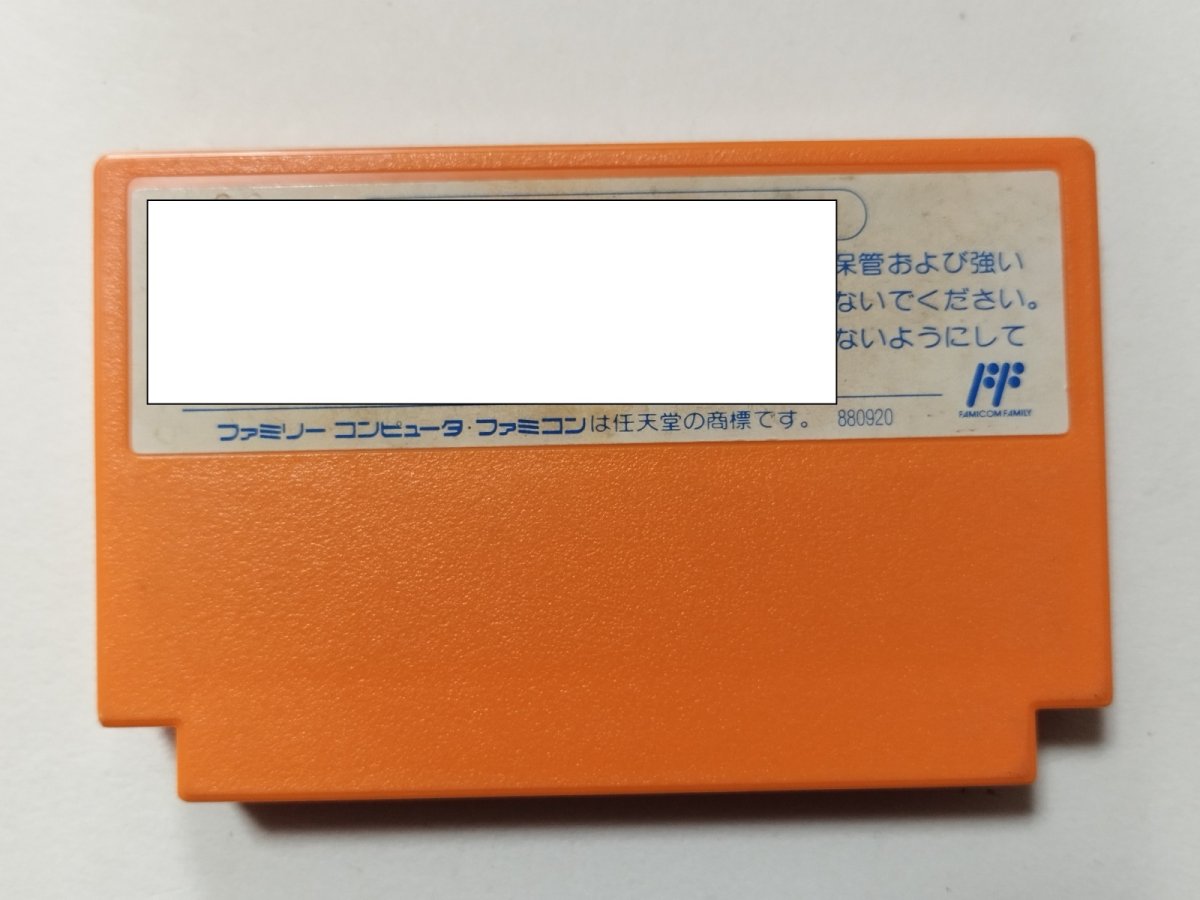 保管および強い
ないでください。
ないようにして
FAMICOM FAMILY
ファミリー コンピュータ・ファミコンは任天堂の商標です。 880920